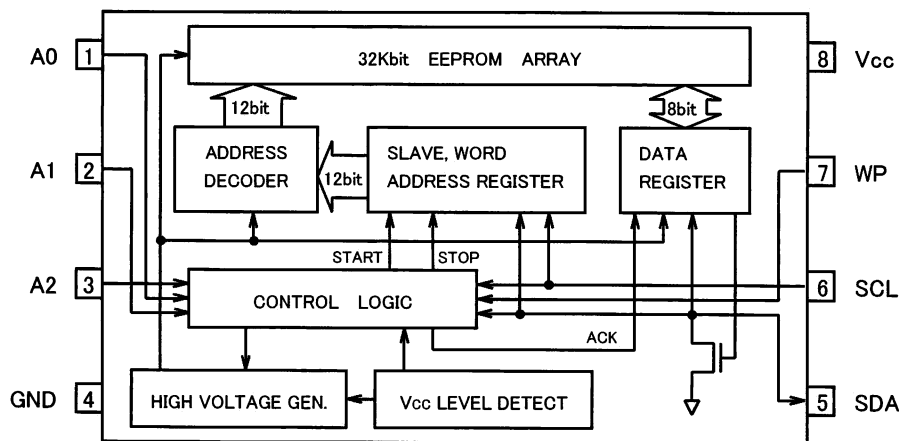 A0 1
32Kbit EEPROM ARRAY
8 Vcc
12bit
8bit
A1 2
ADDRESS
DECODER
12bit
SLAVE, WORD
ADDRESS REGISTER
DATA
REGISTER
7 WP
START
STOP
A2 3
CONTROL LOGIC
6 SCL
ACK
GND 4
HIGH VOLTAGE GEN.
Vcc LEVEL DETECT
5 SDA